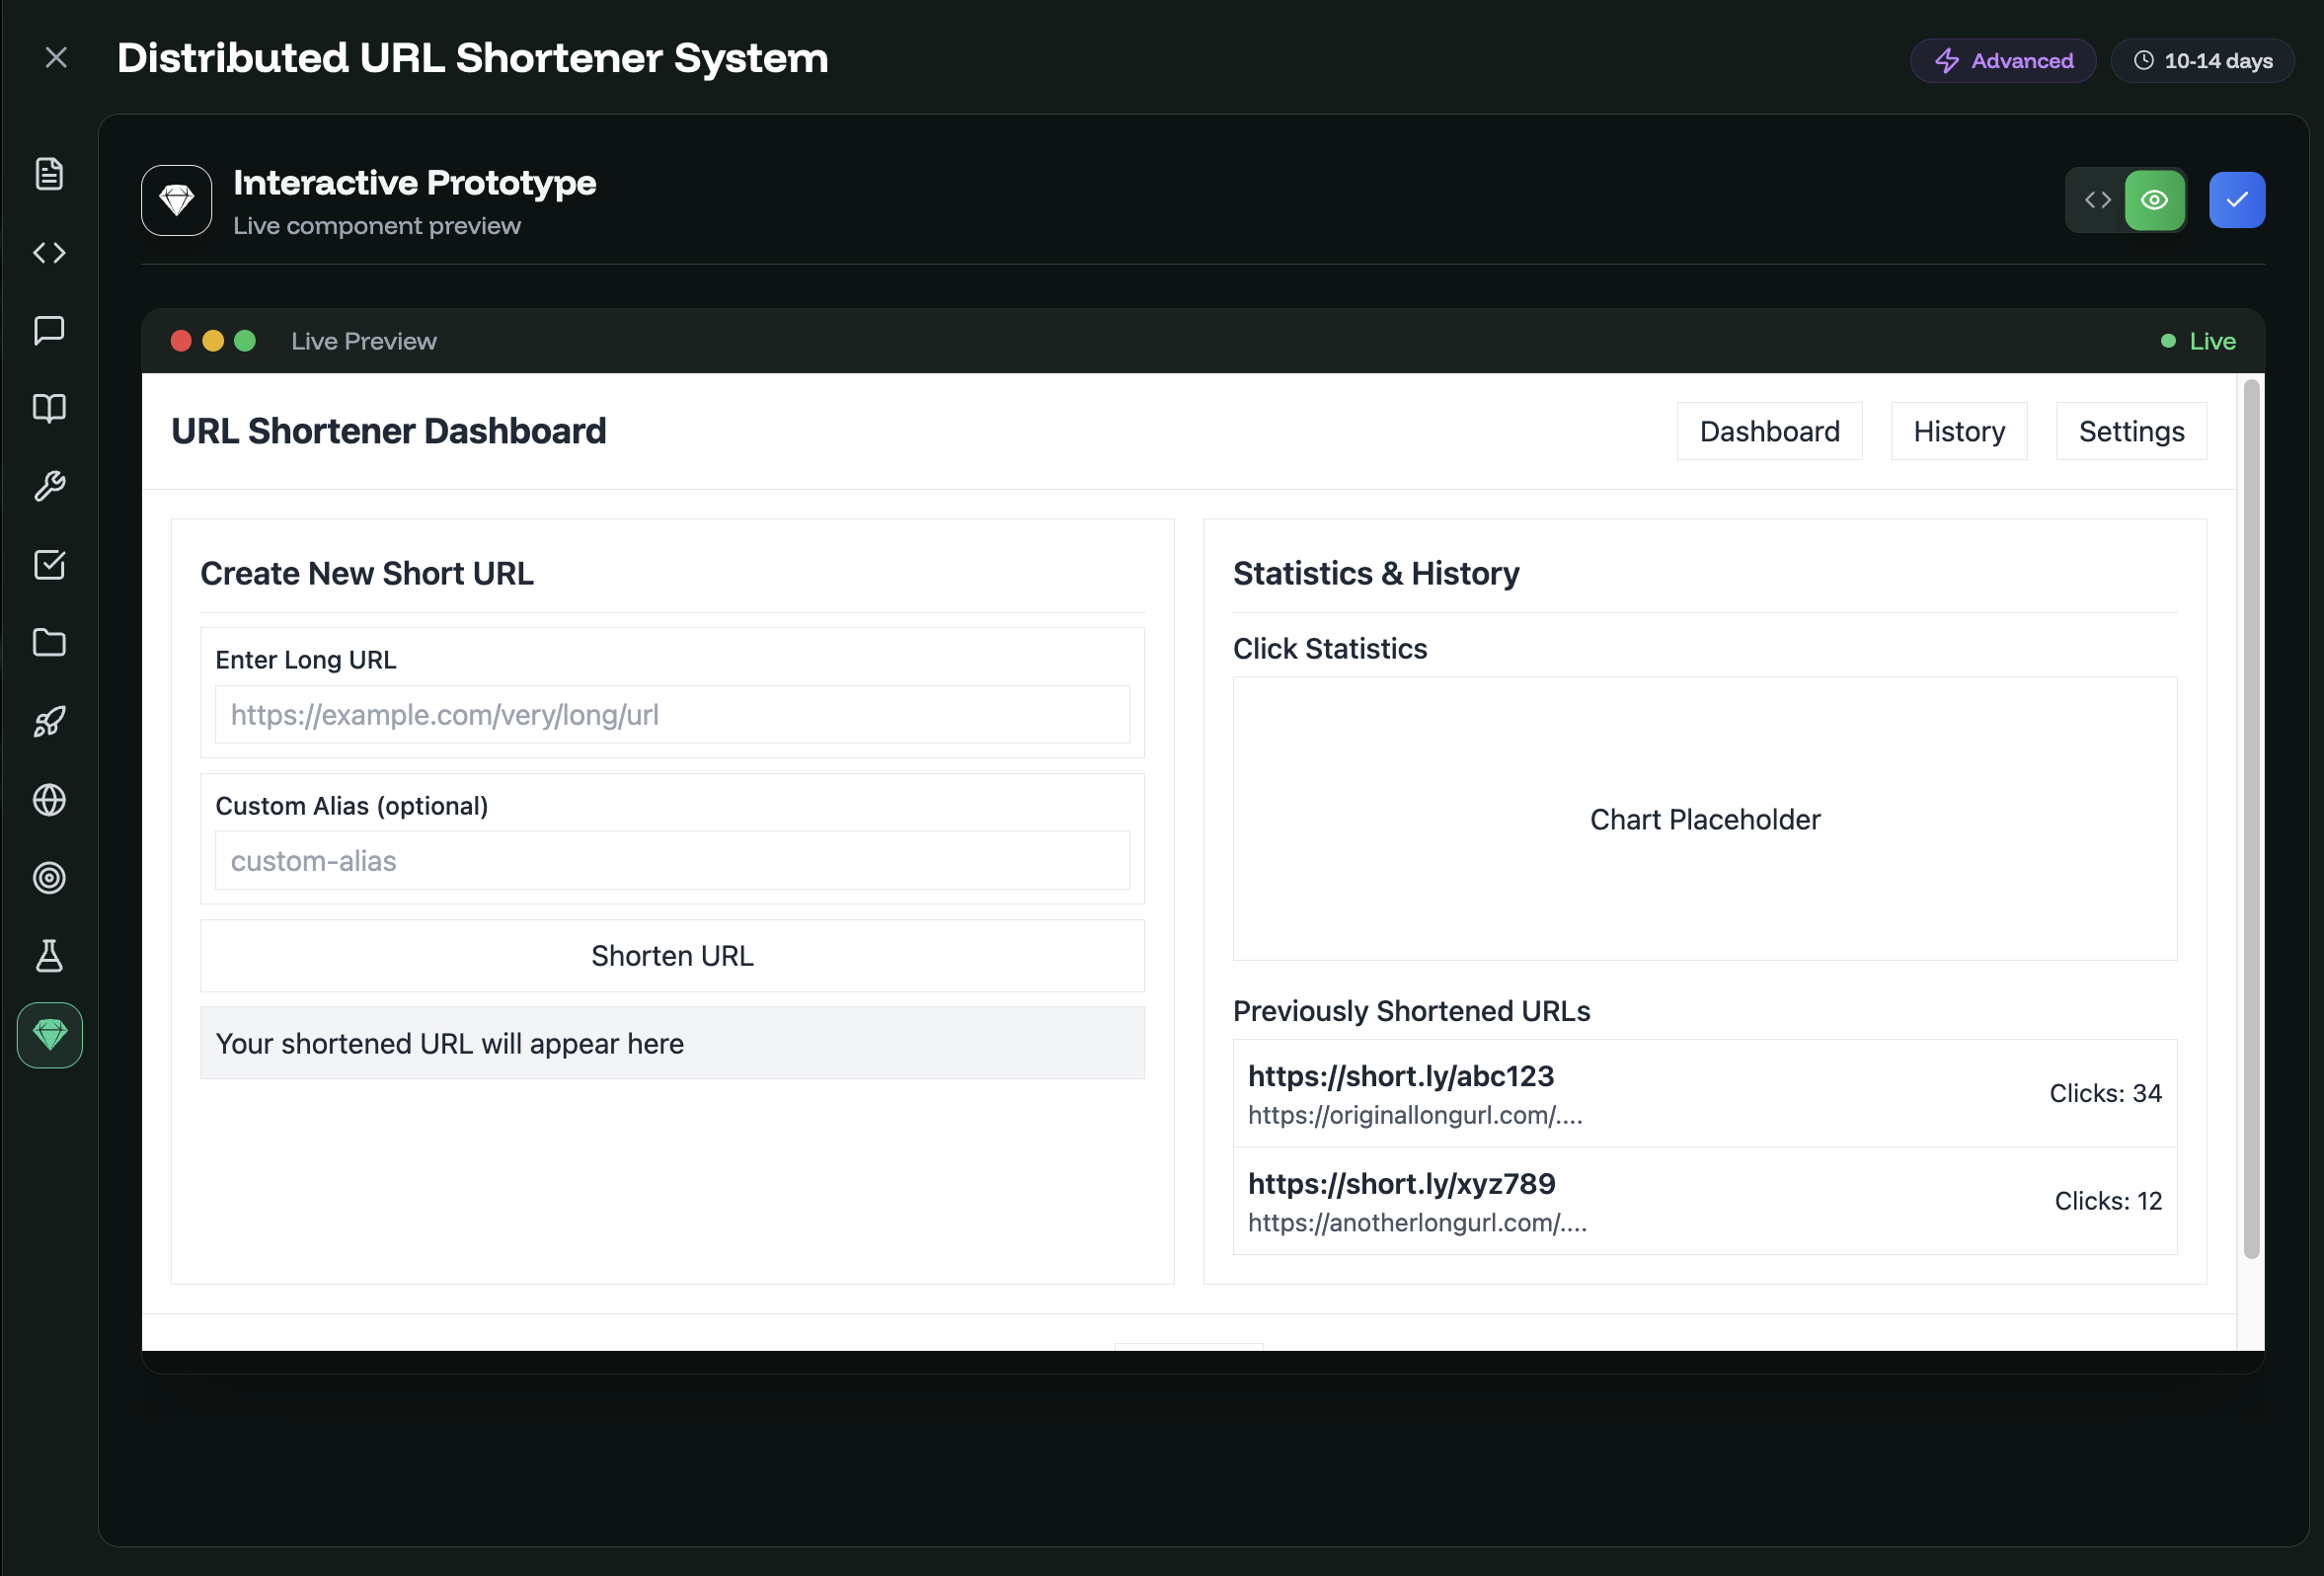 Distributed URL Shortener System
Advanced
10-14 days
Interactive Prototype
Live component preview
Live Preview
Live
URL Shortener Dashboard
Dashboard
History
Settings
Create New Short URL
Enter Long URL
https://example.com/very/long/url
Custom Alias (optional)
custom-alias
Shorten URL
Your shortened URL will appear here
Statistics & History
Click Statistics
Chart Placeholder
Previously Shortened URLs
https://short.ly/abc123
https://originallongurl.com/....
Clicks: 34
https://short.ly/xyz789
https://anotherlongurl.com/....
Clicks: 12